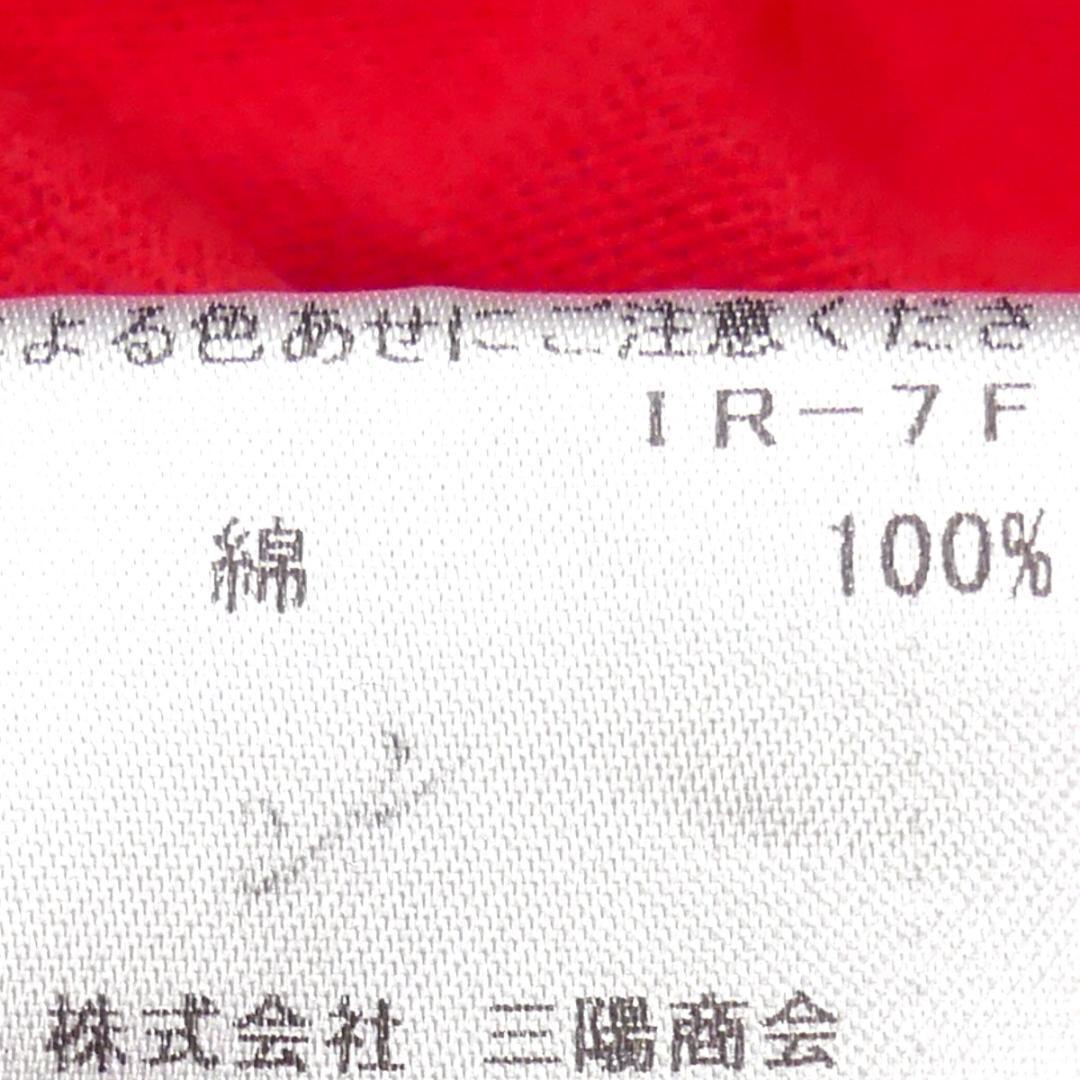 よる色あせにご注意くださ
IR-7F
綿 100%
株式会社 三陽商会